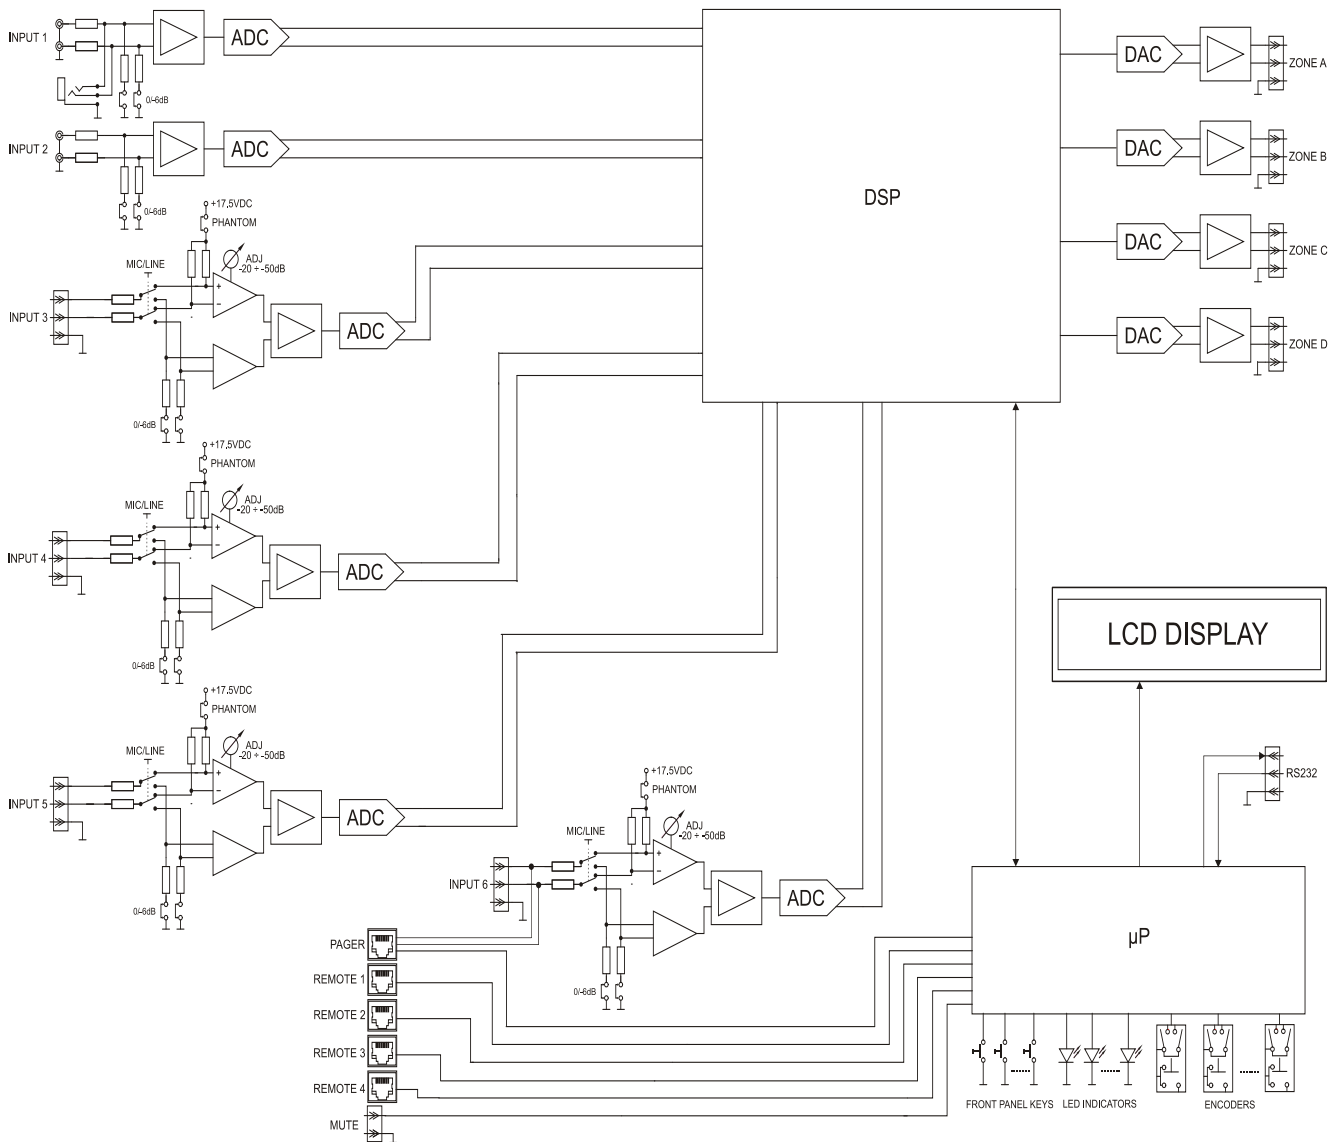 INPUT 1
ADC
0/-6dB
INPUT 2
ADC
0/-6dB
DSP
DAC
ZONE A
DAC
ZONE B
DAC
ZONE C
DAC
ZONE D
+17,5VDC
PHANTOM
MIC/LINE
ADJ
-20 ÷ -50dB
+
−
INPUT 3
ADC
0/-6dB
+17,5VDC
PHANTOM
MIC/LINE
ADJ
-20 ÷ -50dB
+
−
INPUT 4
ADC
0/-6dB
+17,5VDC
PHANTOM
MIC/LINE
ADJ
-20 ÷ -50dB
+
−
INPUT 5
ADC
0/-6dB
+17,5VDC
PHANTOM
MIC/LINE
ADJ
-20 ÷ -50dB
+
−
INPUT 6
ADC
0/-6dB
LCD DISPLAY
RS232
µP
PAGER
REMOTE 1
REMOTE 2
REMOTE 3
REMOTE 4
MUTE
FRONT PANEL KEYS
LED INDICATORS
ENCODERS